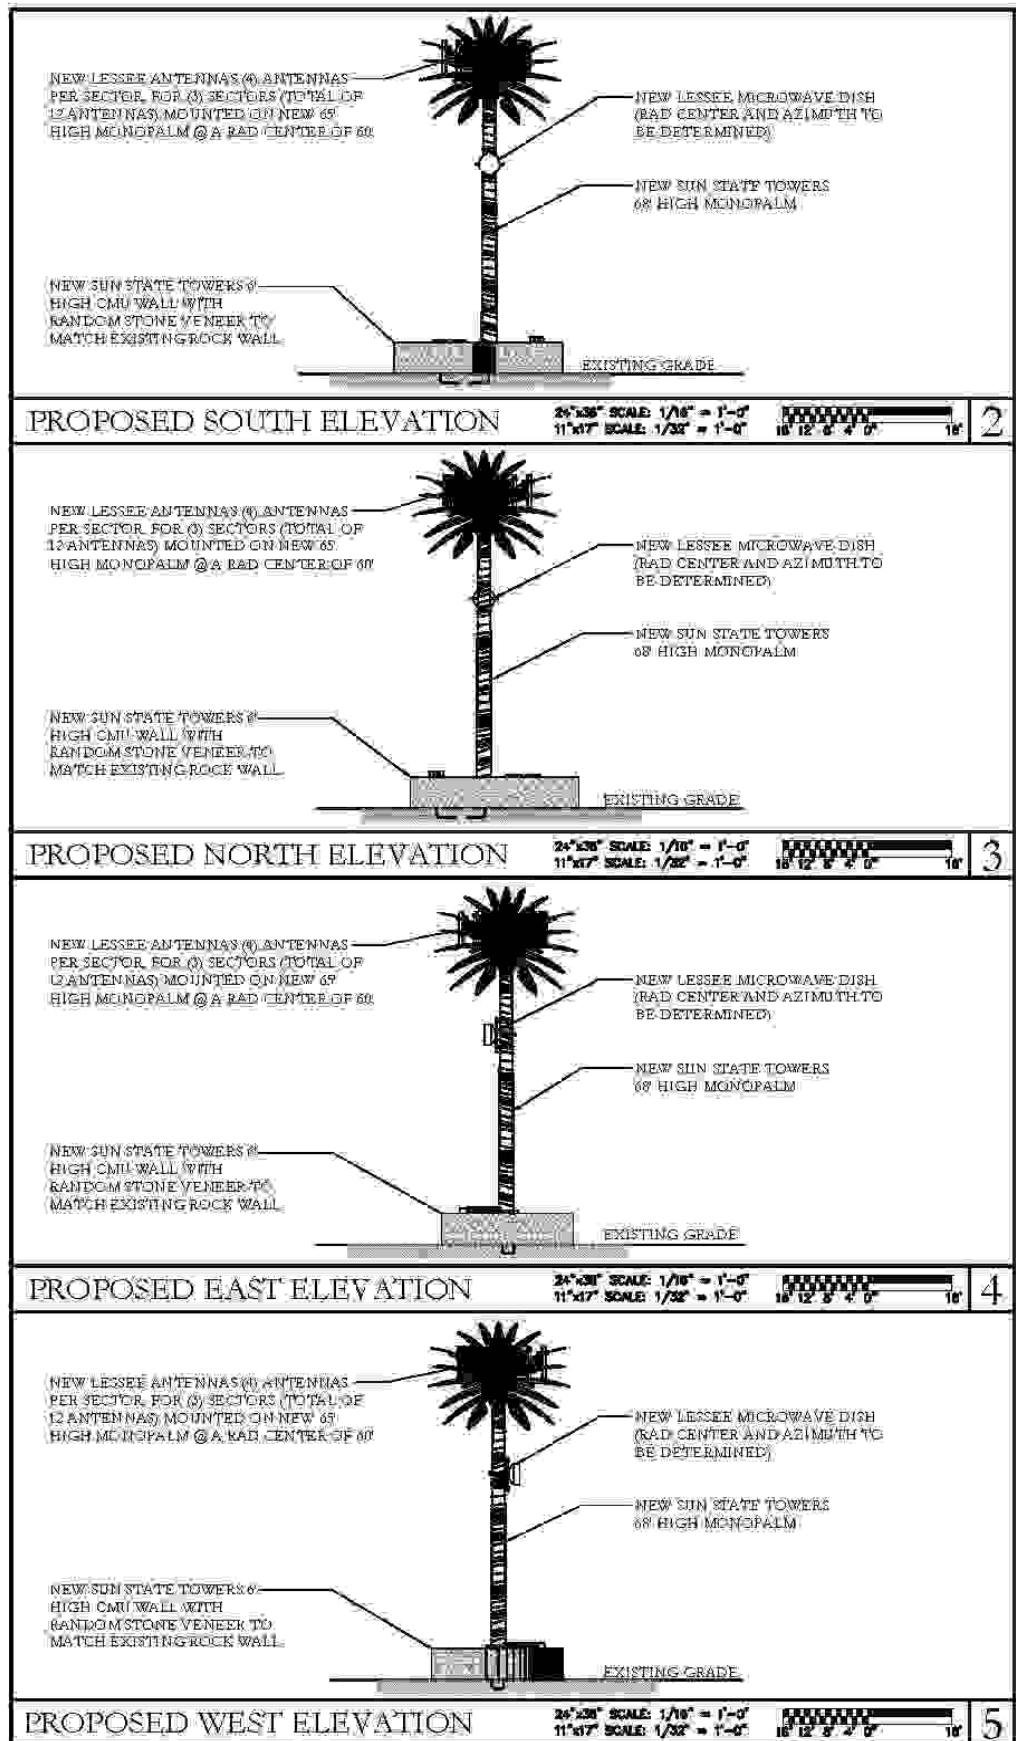 NEW LESSEE ANTENNAS (4) ANTENNAS
PER SECTOR FOR (3) SECTORS (TOTAL OF
12 ANTENNAS) MOUNTED ON NEW 65'
HIGH MONOPALM @ A RAD CENTER OF 60'
NEW LESSEE MICROWAVE DISH
(RAD CENTER AND AZIMUTH TO
BE DETERMINED)
NEW SUN STATE TOWERS
68' HIGH MONOPALM
NEW SUN STATE TOWERS 6'
HIGH CMU WALL WITH
RANDOM STONE VENEER TO
MATCH EXISTING ROCK WALL
EXISTING GRADE
PROPOSED SOUTH ELEVATION
24"x36" SCALE: 1/16" = 1'-0"
11"x17" SCALE: 1/32" = 1'-0"
16' 12' 8' 4' 0" 16'
2
NEW LESSEE ANTENNAS (4) ANTENNAS
PER SECTOR FOR (3) SECTORS (TOTAL OF
12 ANTENNAS) MOUNTED ON NEW 65'
HIGH MONOPALM @ A RAD CENTER OF 60'
NEW LESSEE MICROWAVE DISH
(RAD CENTER AND AZIMUTH TO
BE DETERMINED)
NEW SUN STATE TOWERS
68' HIGH MONOPALM
NEW SUN STATE TOWERS 6'
HIGH CMU WALL WITH
RANDOM STONE VENEER TO
MATCH EXISTING ROCK WALL
EXISTING GRADE
PROPOSED NORTH ELEVATION
24"x36" SCALE: 1/16" = 1'-0"
11"x17" SCALE: 1/32" = 1'-0"
16' 12' 8' 4' 0" 16'
3
NEW LESSEE ANTENNAS (4) ANTENNAS
PER SECTOR FOR (3) SECTORS (TOTAL OF
12 ANTENNAS) MOUNTED ON NEW 65'
HIGH MONOPALM @ A RAD CENTER OF 60'
NEW LESSEE MICROWAVE DISH
(RAD CENTER AND AZIMUTH TO
BE DETERMINED)
NEW SUN STATE TOWERS
68' HIGH MONOPALM
NEW SUN STATE TOWERS 6'
HIGH CMU WALL WITH
RANDOM STONE VENEER TO
MATCH EXISTING ROCK WALL
EXISTING GRADE
PROPOSED EAST ELEVATION
24"x36" SCALE: 1/16" = 1'-0"
11"x17" SCALE: 1/32" = 1'-0"
16' 12' 8' 4' 0" 16'
4
NEW LESSEE ANTENNAS (4) ANTENNAS
PER SECTOR FOR (3) SECTORS (TOTAL OF
12 ANTENNAS) MOUNTED ON NEW 65'
HIGH MONOPALM @ A RAD CENTER OF 60'
NEW LESSEE MICROWAVE DISH
(RAD CENTER AND AZIMUTH TO
BE DETERMINED)
NEW SUN STATE TOWERS
68' HIGH MONOPALM
NEW SUN STATE TOWERS 6'
HIGH CMU WALL WITH
RANDOM STONE VENEER TO
MATCH EXISTING ROCK WALL
EXISTING GRADE
PROPOSED WEST ELEVATION
24"x36" SCALE: 1/16" = 1'-0"
11"x17" SCALE: 1/32" = 1'-0"
16' 12' 8' 4' 0" 16'
5